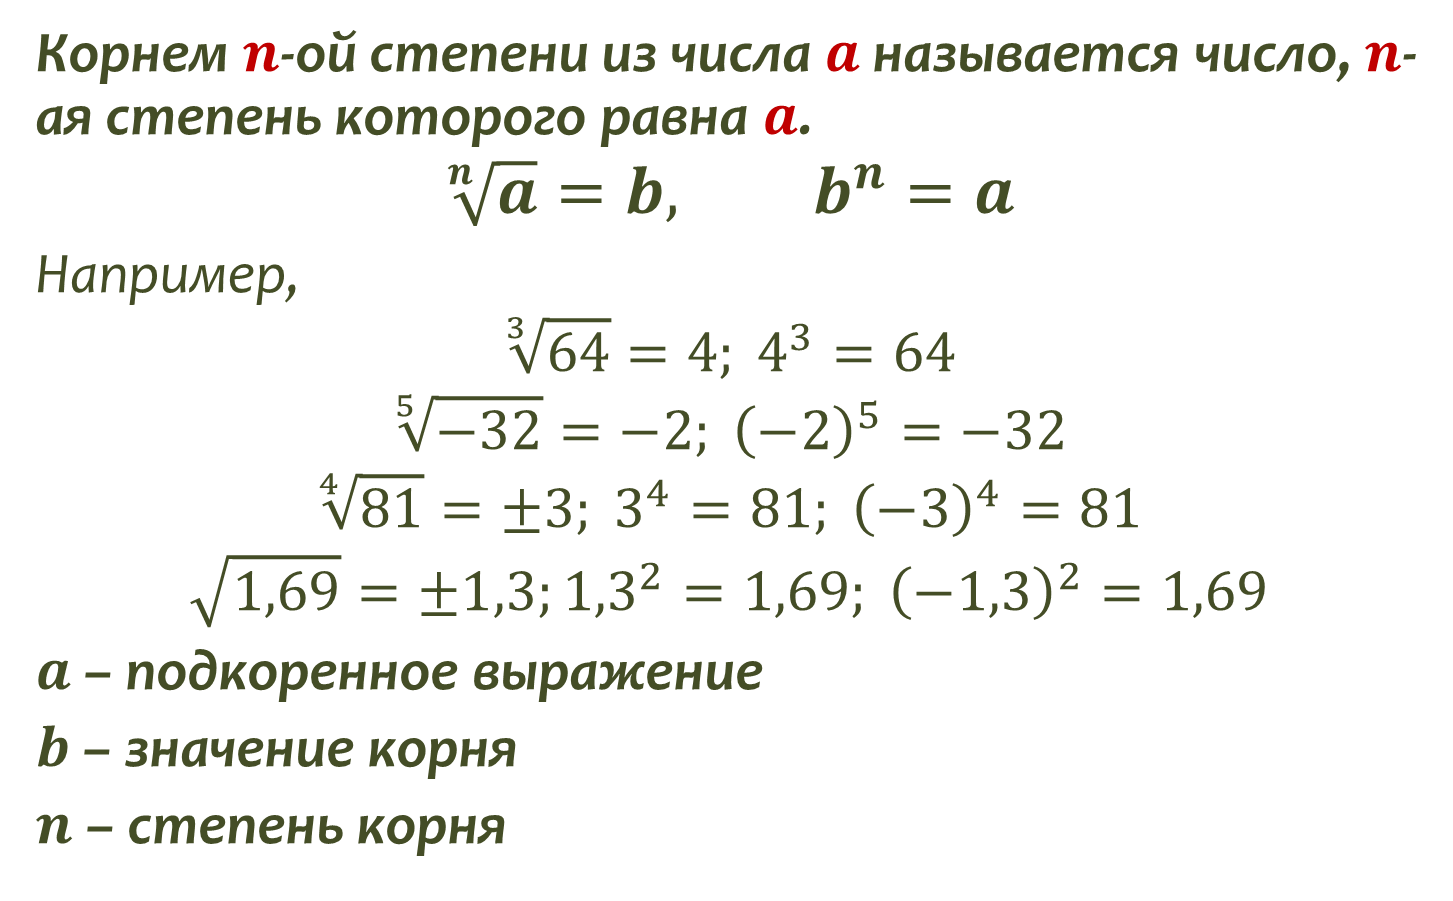 Корнем n-ой степени из числа a называется число, n-
ая степень которого равна a.
ⁿ√a = b, bⁿ = a
Например,
³√64 = 4; 4³ = 64
⁵√−32 = −2; (−2)⁵ = −32
⁴√81 = ±3; 3⁴ = 81; (−3)⁴ = 81
√1,69 = ±1,3; 1,3² = 1,69; (−1,3)² = 1,69
a – подкоренное выражение
b – значение корня
n – степень корня